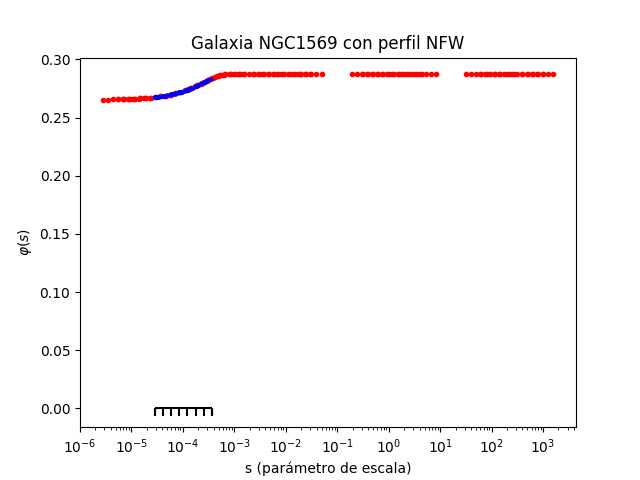 Galaxia NGC1569 con perfil NFW
0.30
0.25
0.20
0.15
0.10
0.05
0.00
φ(s)
10⁻⁶ 10⁻⁵ 10⁻⁴ 10⁻³ 10⁻² 10⁻¹ 10⁰ 10¹ 10² 10³
s (parámetro de escala)